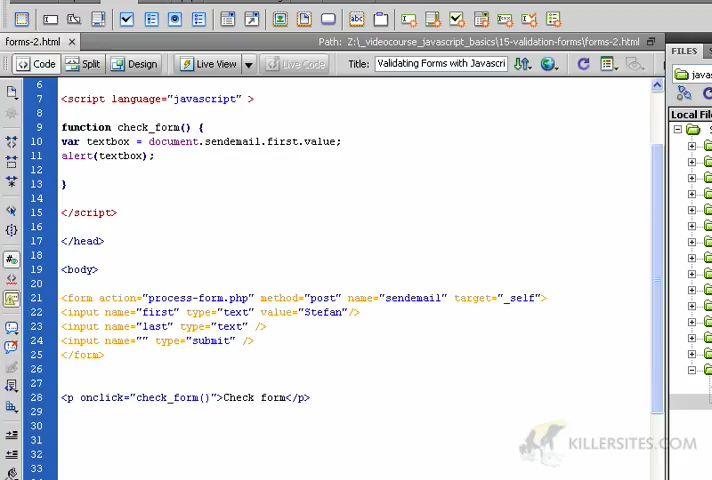 forms-2.html
Path: Z:\_videocourse_javascript_basics\15-validation-forms\forms-2.html
FILES
Code Split Design Live View Live Code Title: Validating Forms with Javascri
javas
Local Fil
6
7 <script language="javascript" >
8
9 function check_form() {
10 var textbox = document.sendemail.first.value;
11 alert(textbox);
12
13 }
14
15 </script>
16
17 </head>
18
19 <body>
20
21 <form action="process-form.php" method="post" name="sendemail" target="_self">
22 <input name="first" type="text" value="Stefan"/>
23 <input name="last" type="text" />
24 <input name="" type="submit" />
25 </form>
26
27
28 <p onclick="check_form()">Check form</p>
29
30
31
32
33
KILLERSITES.COM